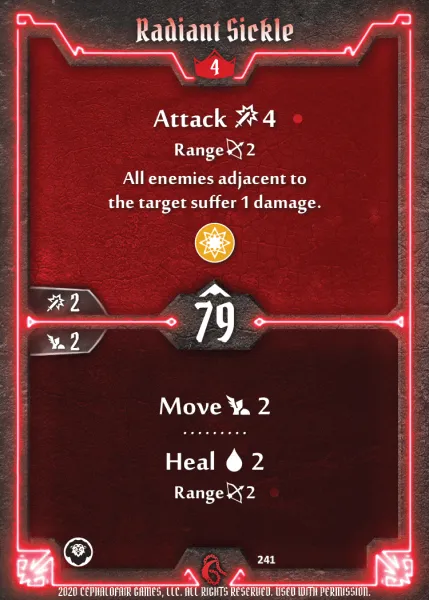 Radiant Sickle
4
Attack 4
Range 2
All enemies adjacent to
the target suffer 1 damage.
2
79
2
Move 2
Heal 2
Range 2
241
2020 CEPHALOFAIR GAMES, LLC. ALL RIGHTS RESERVED. USED WITH PERMISSION.